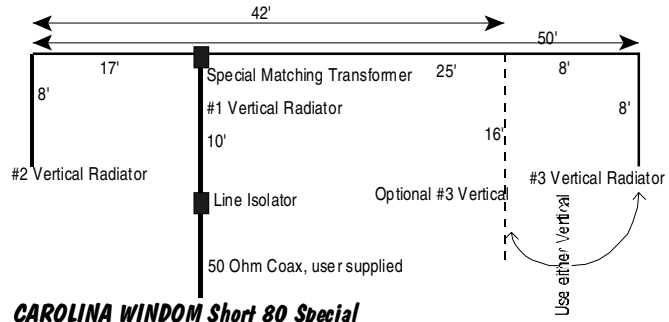 42'
50'
17'
Special Matching Transformer
25'
8'
8'
#1 Vertical Radiator
8'
10'
16'
#2 Vertical Radiator
#3 Vertical Radiator
Optional #3 Vertical
Line Isolator
Use either Vertical
50 Ohm Coax, user supplied
CAROLINA WINDOM Short 80 Special